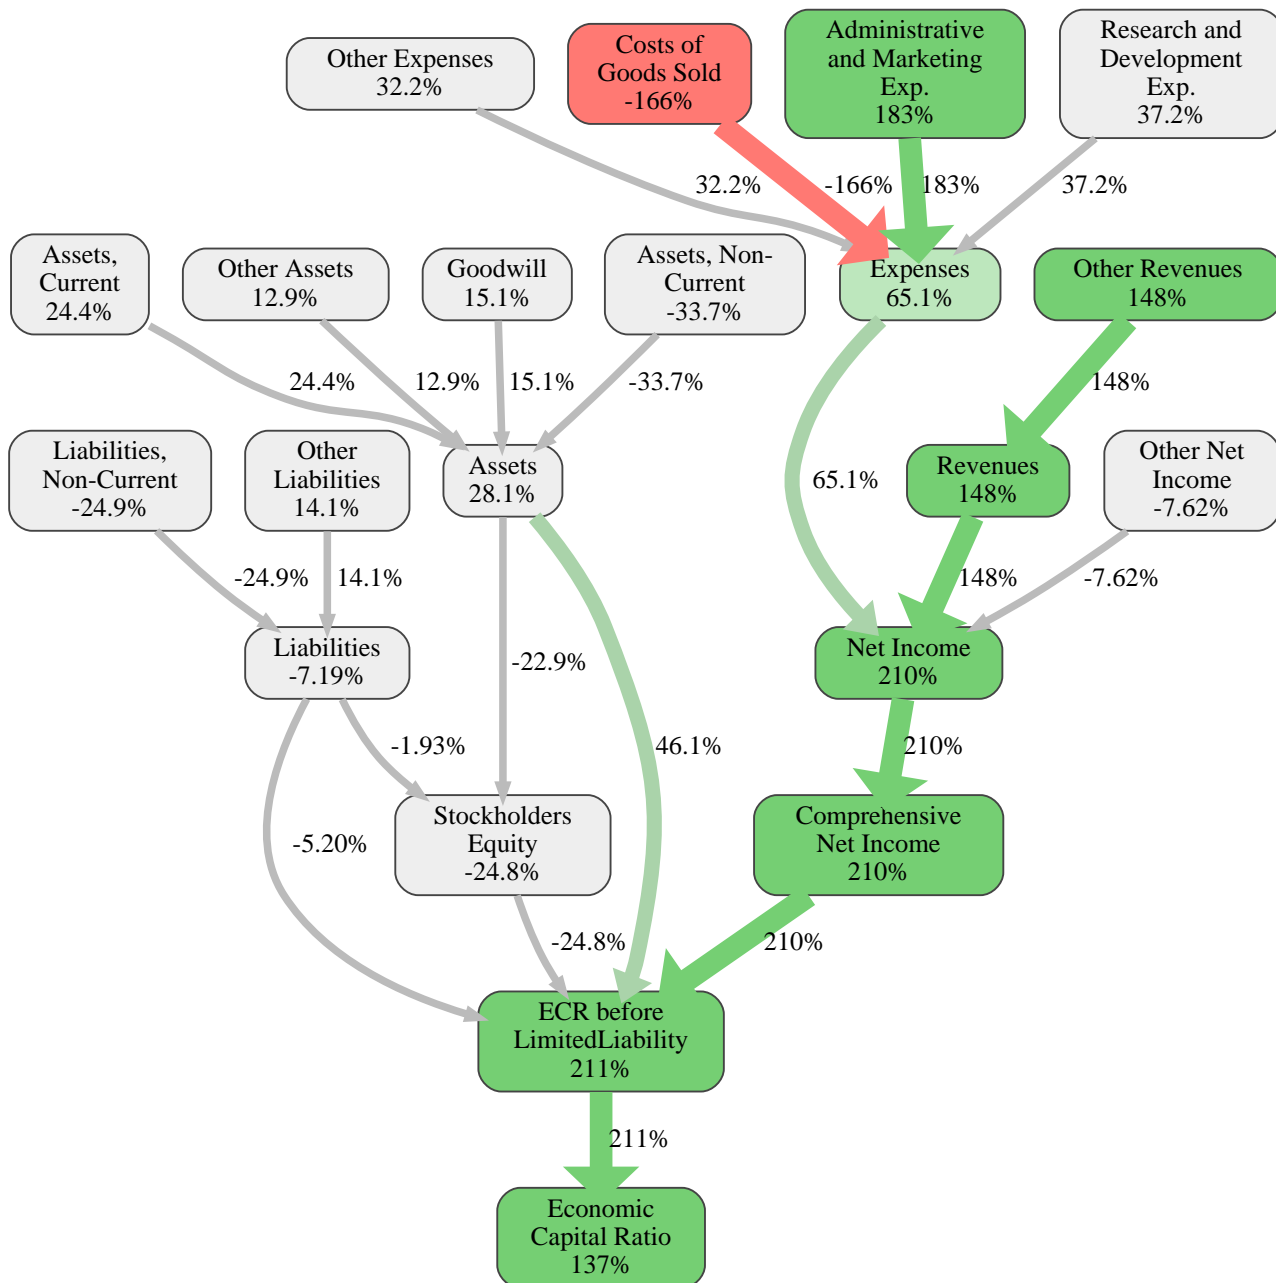 Other Expenses
32.2%
Costs of
Goods Sold
-166%
Administrative
and Marketing
Exp.
183%
Research and
Development
Exp.
37.2%
32.2%
-166%
183%
37.2%
Assets,
Current
24.4%
Other Assets
12.9%
Goodwill
15.1%
Assets, Non-
Current
-33.7%
Expenses
65.1%
Other Revenues
148%
24.4%
12.9%
15.1%
-33.7%
148%
Liabilities,
Non-Current
-24.9%
Other
Liabilities
14.1%
Assets
28.1%
65.1%
Revenues
148%
Other Net
Income
-7.62%
-24.9%
14.1%
148%
-7.62%
Liabilities
-7.19%
-22.9%
Net Income
210%
-1.93%
46.1%
210%
-5.20%
Stockholders
Equity
-24.8%
Comprehensive
Net Income
210%
-24.8%
210%
ECR before
LimitedLiability
211%
211%
Economic
Capital Ratio
137%